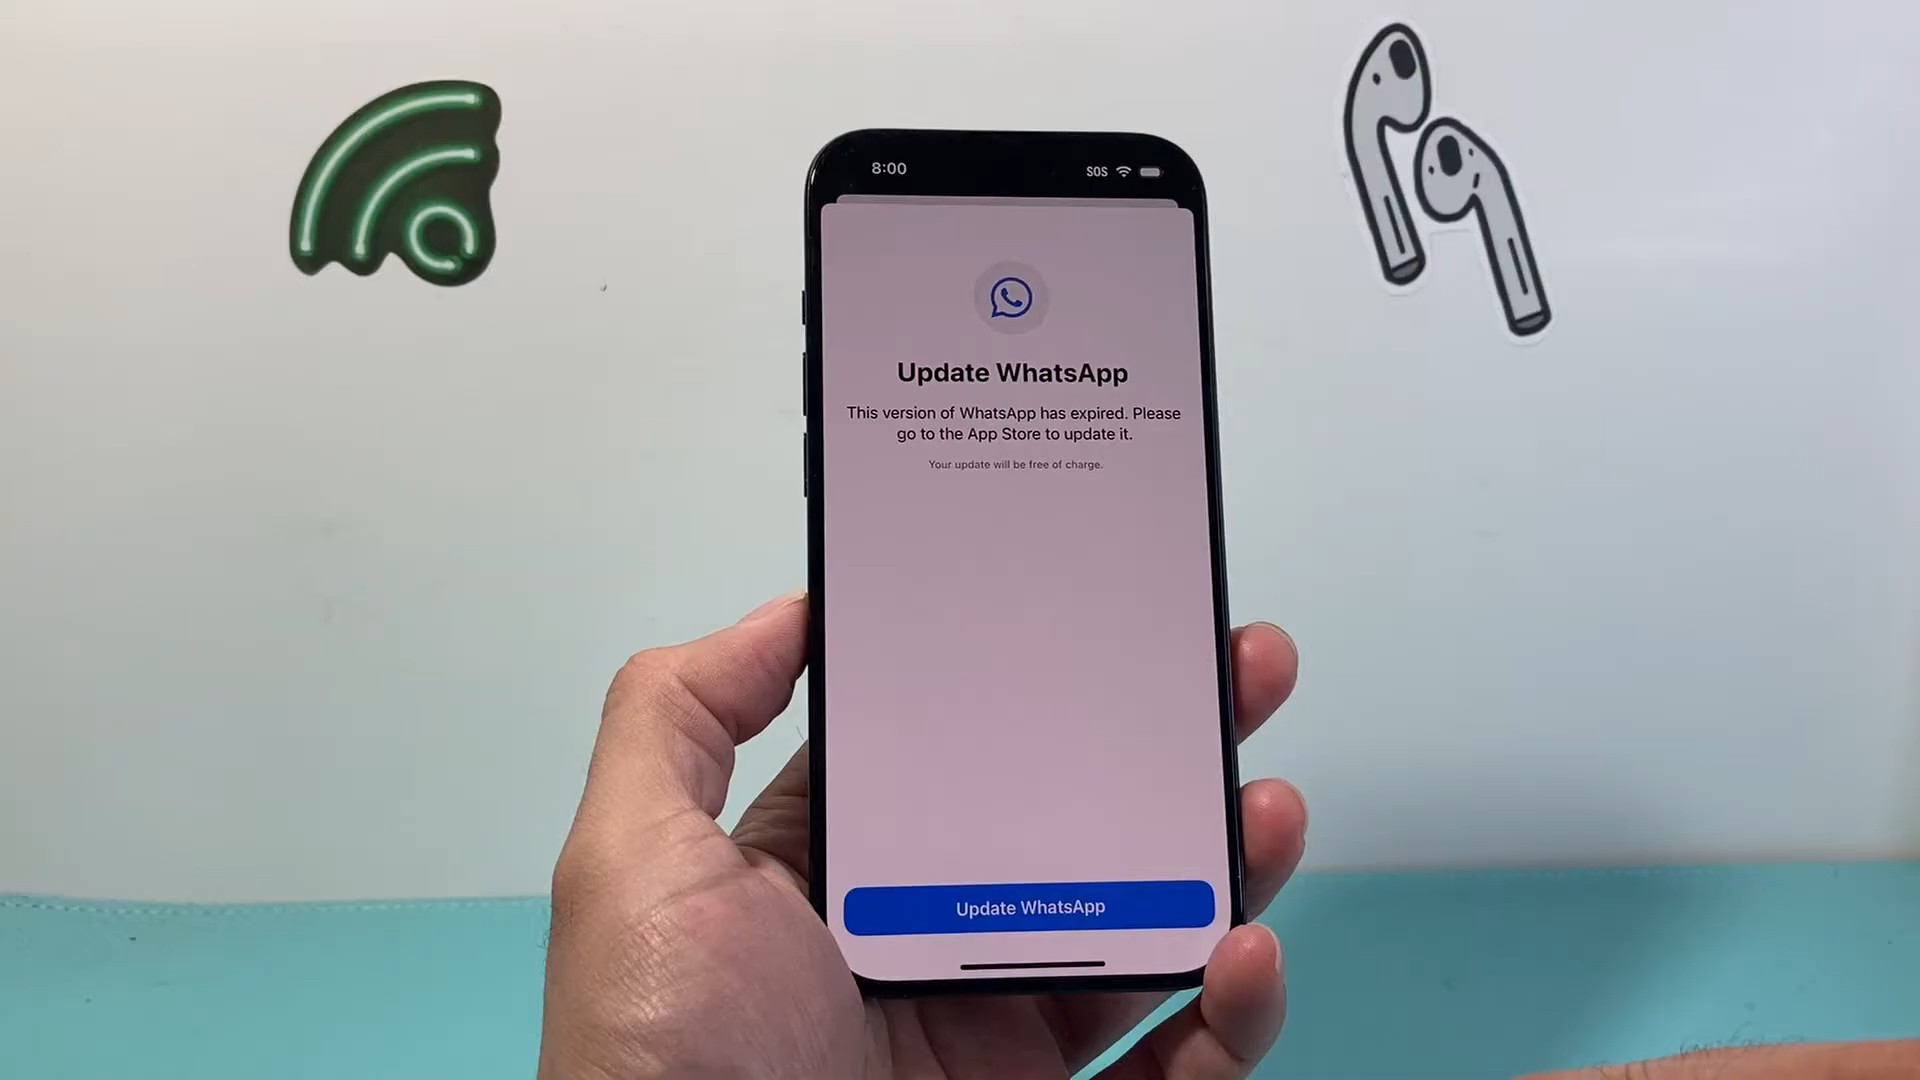 8:00
SOS
Update WhatsApp
This version of WhatsApp has expired. Please
go to the App Store to update it.
Your update will be free of charge.
Update WhatsApp